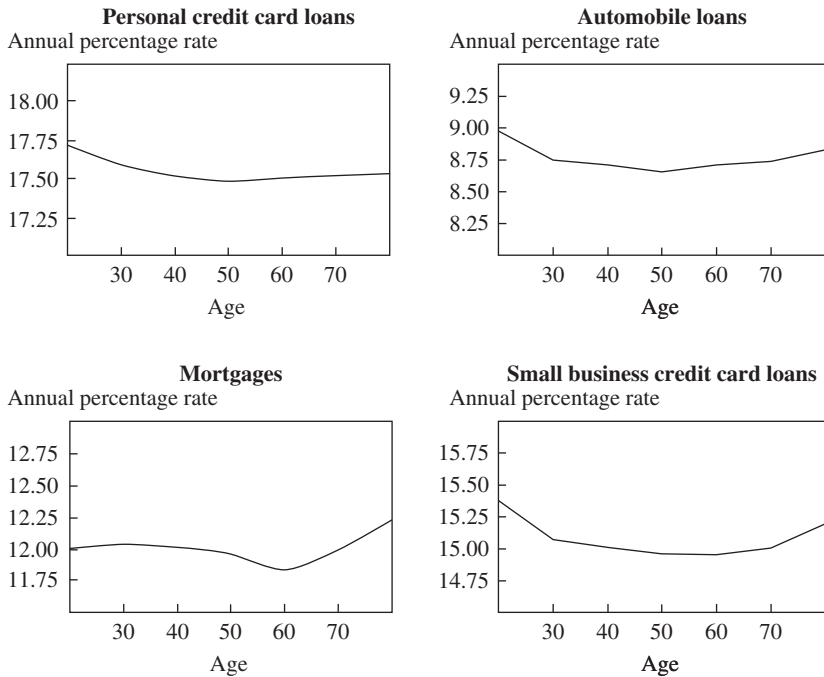 Personal credit card loans
Annual percentage rate
18.00
17.75
17.50
17.25
30 40 50 60 70
Age
Automobile loans
Annual percentage rate
9.25
9.00
8.75
8.50
8.25
30 40 50 60 70
Age
Mortgages
Annual percentage rate
12.75
12.50
12.25
12.00
11.75
30 40 50 60 70
Age
Small business credit card loans
Annual percentage rate
15.75
15.50
15.25
15.00
14.75
30 40 50 60 70
Age